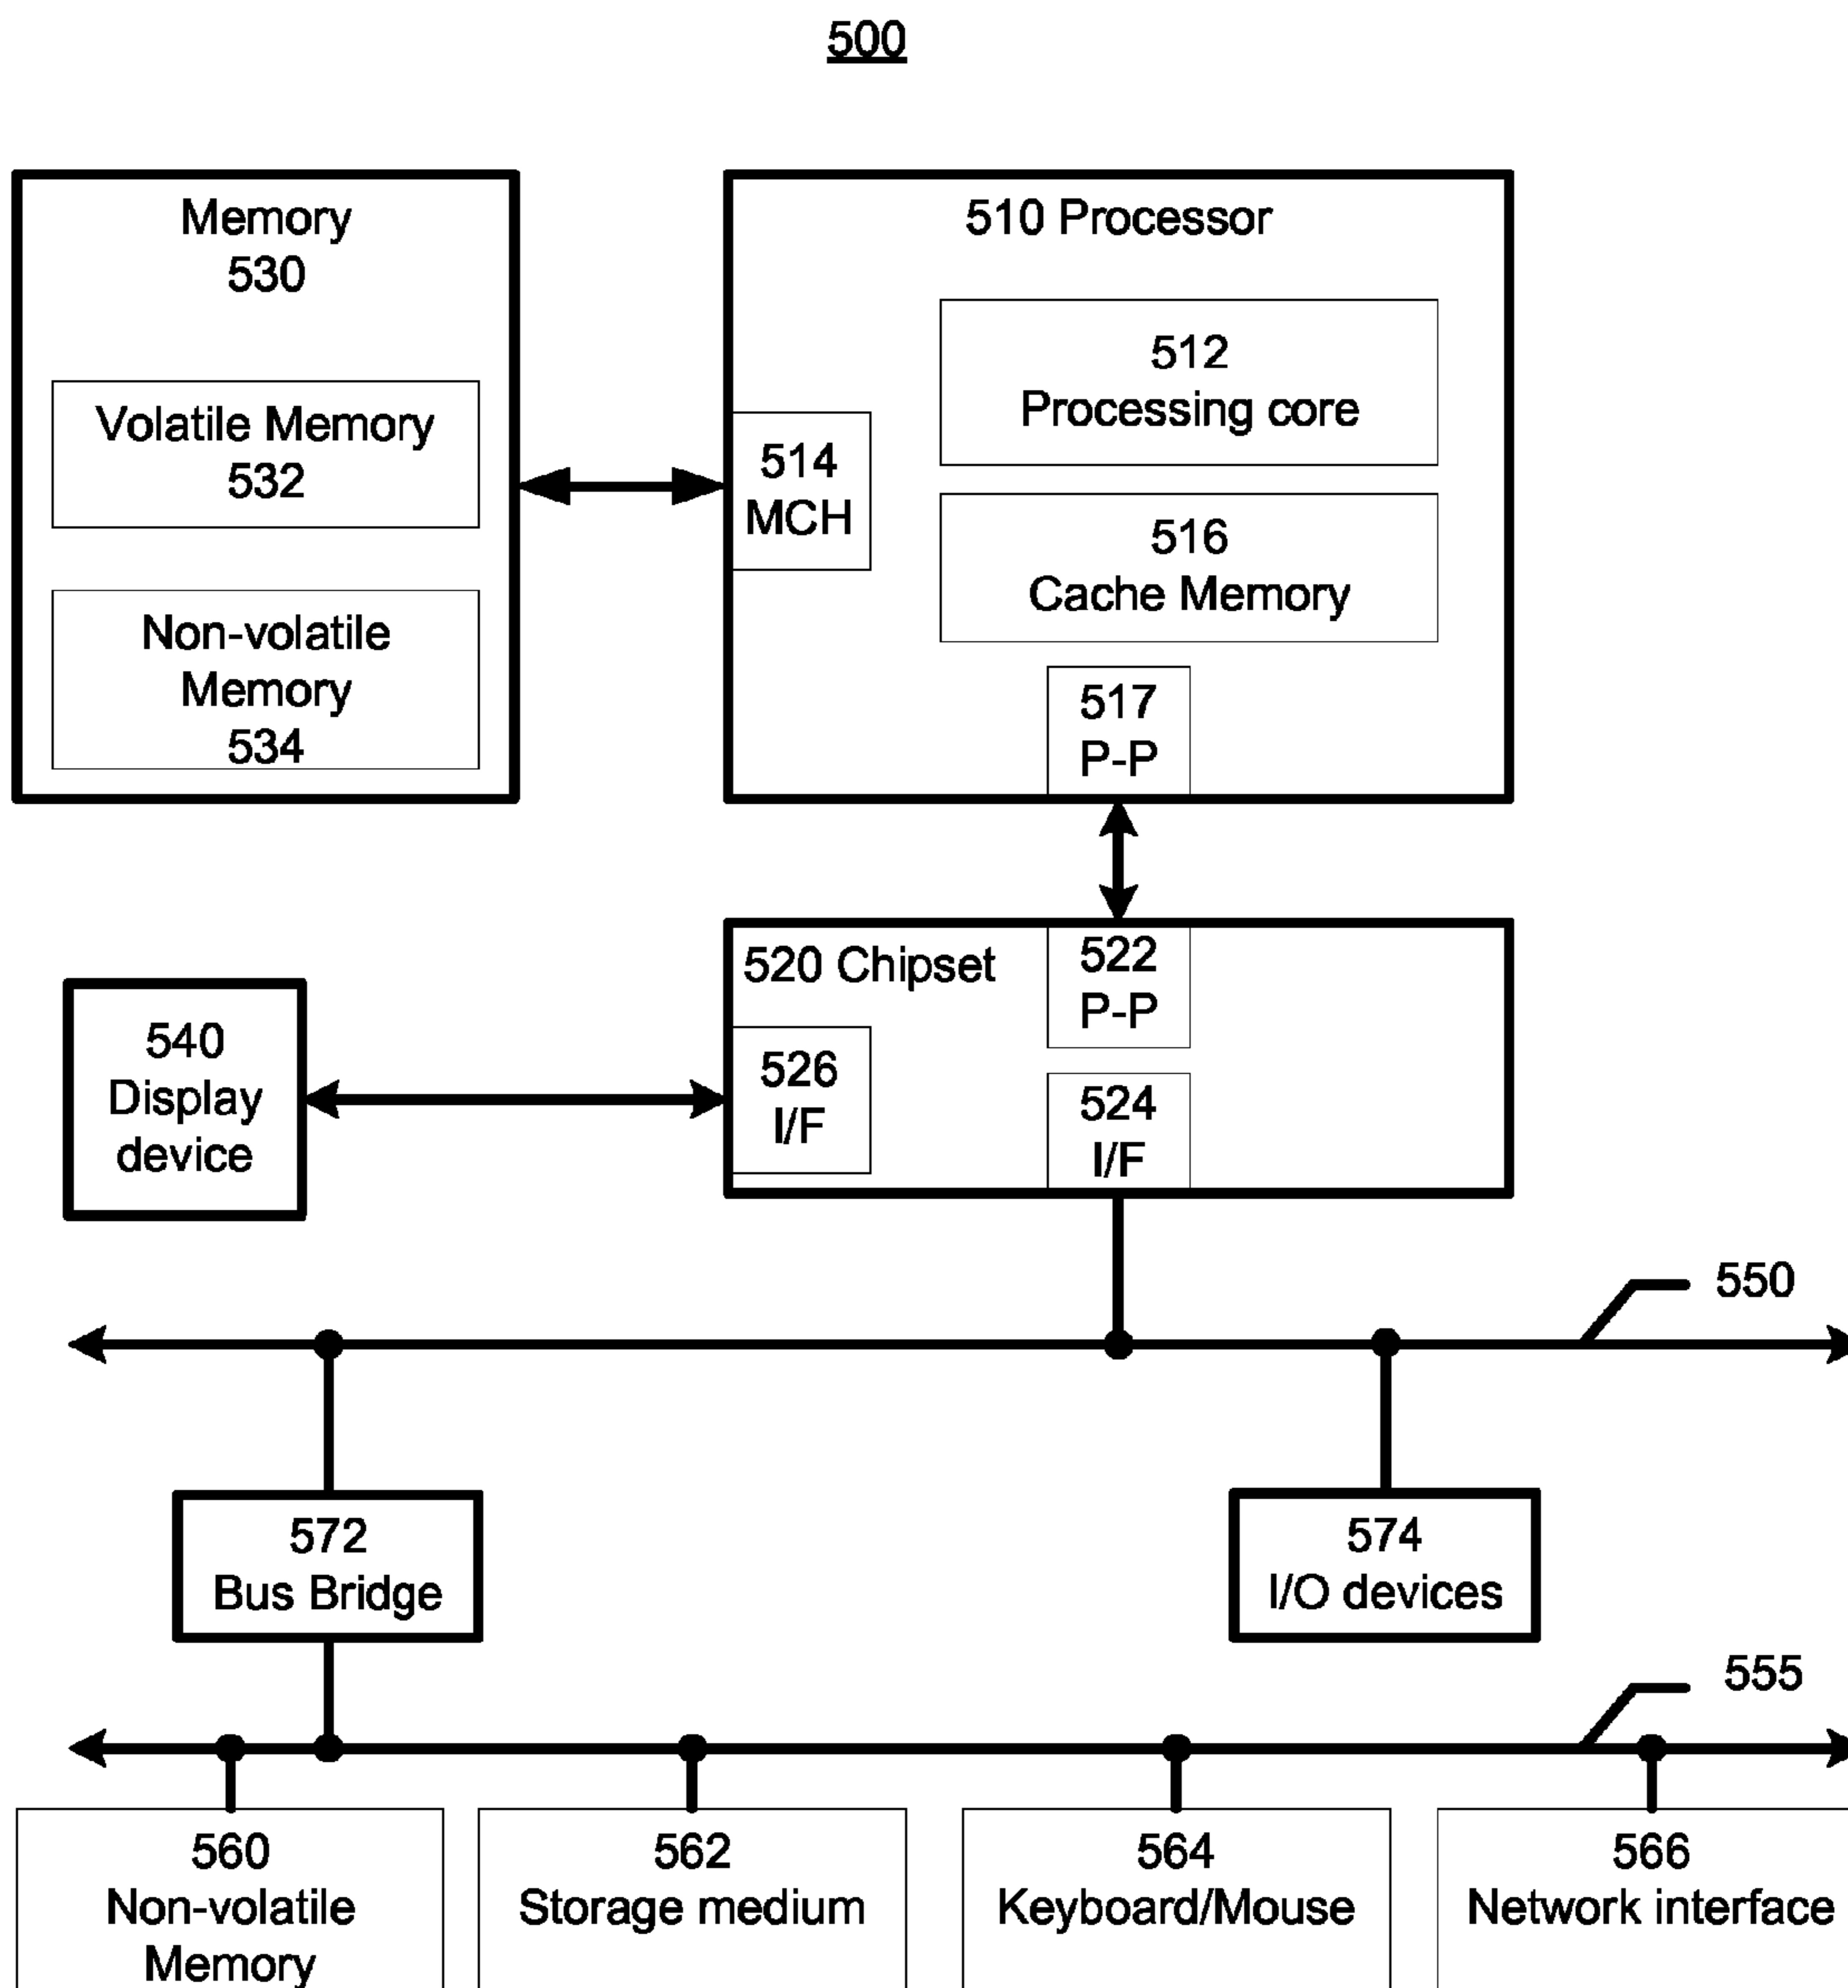 500
Memory
530
Volatile Memory
532
Non-volatile
Memory
534
510 Processor
512
Processing core
514
MCH
516
Cache Memory
517
P-P
520 Chipset
522
P-P
526
I/F
524
I/F
540
Display
device
550
572
Bus Bridge
574
I/O devices
555
560
Non-volatile
Memory
562
Storage medium
564
Keyboard/Mouse
566
Network interface